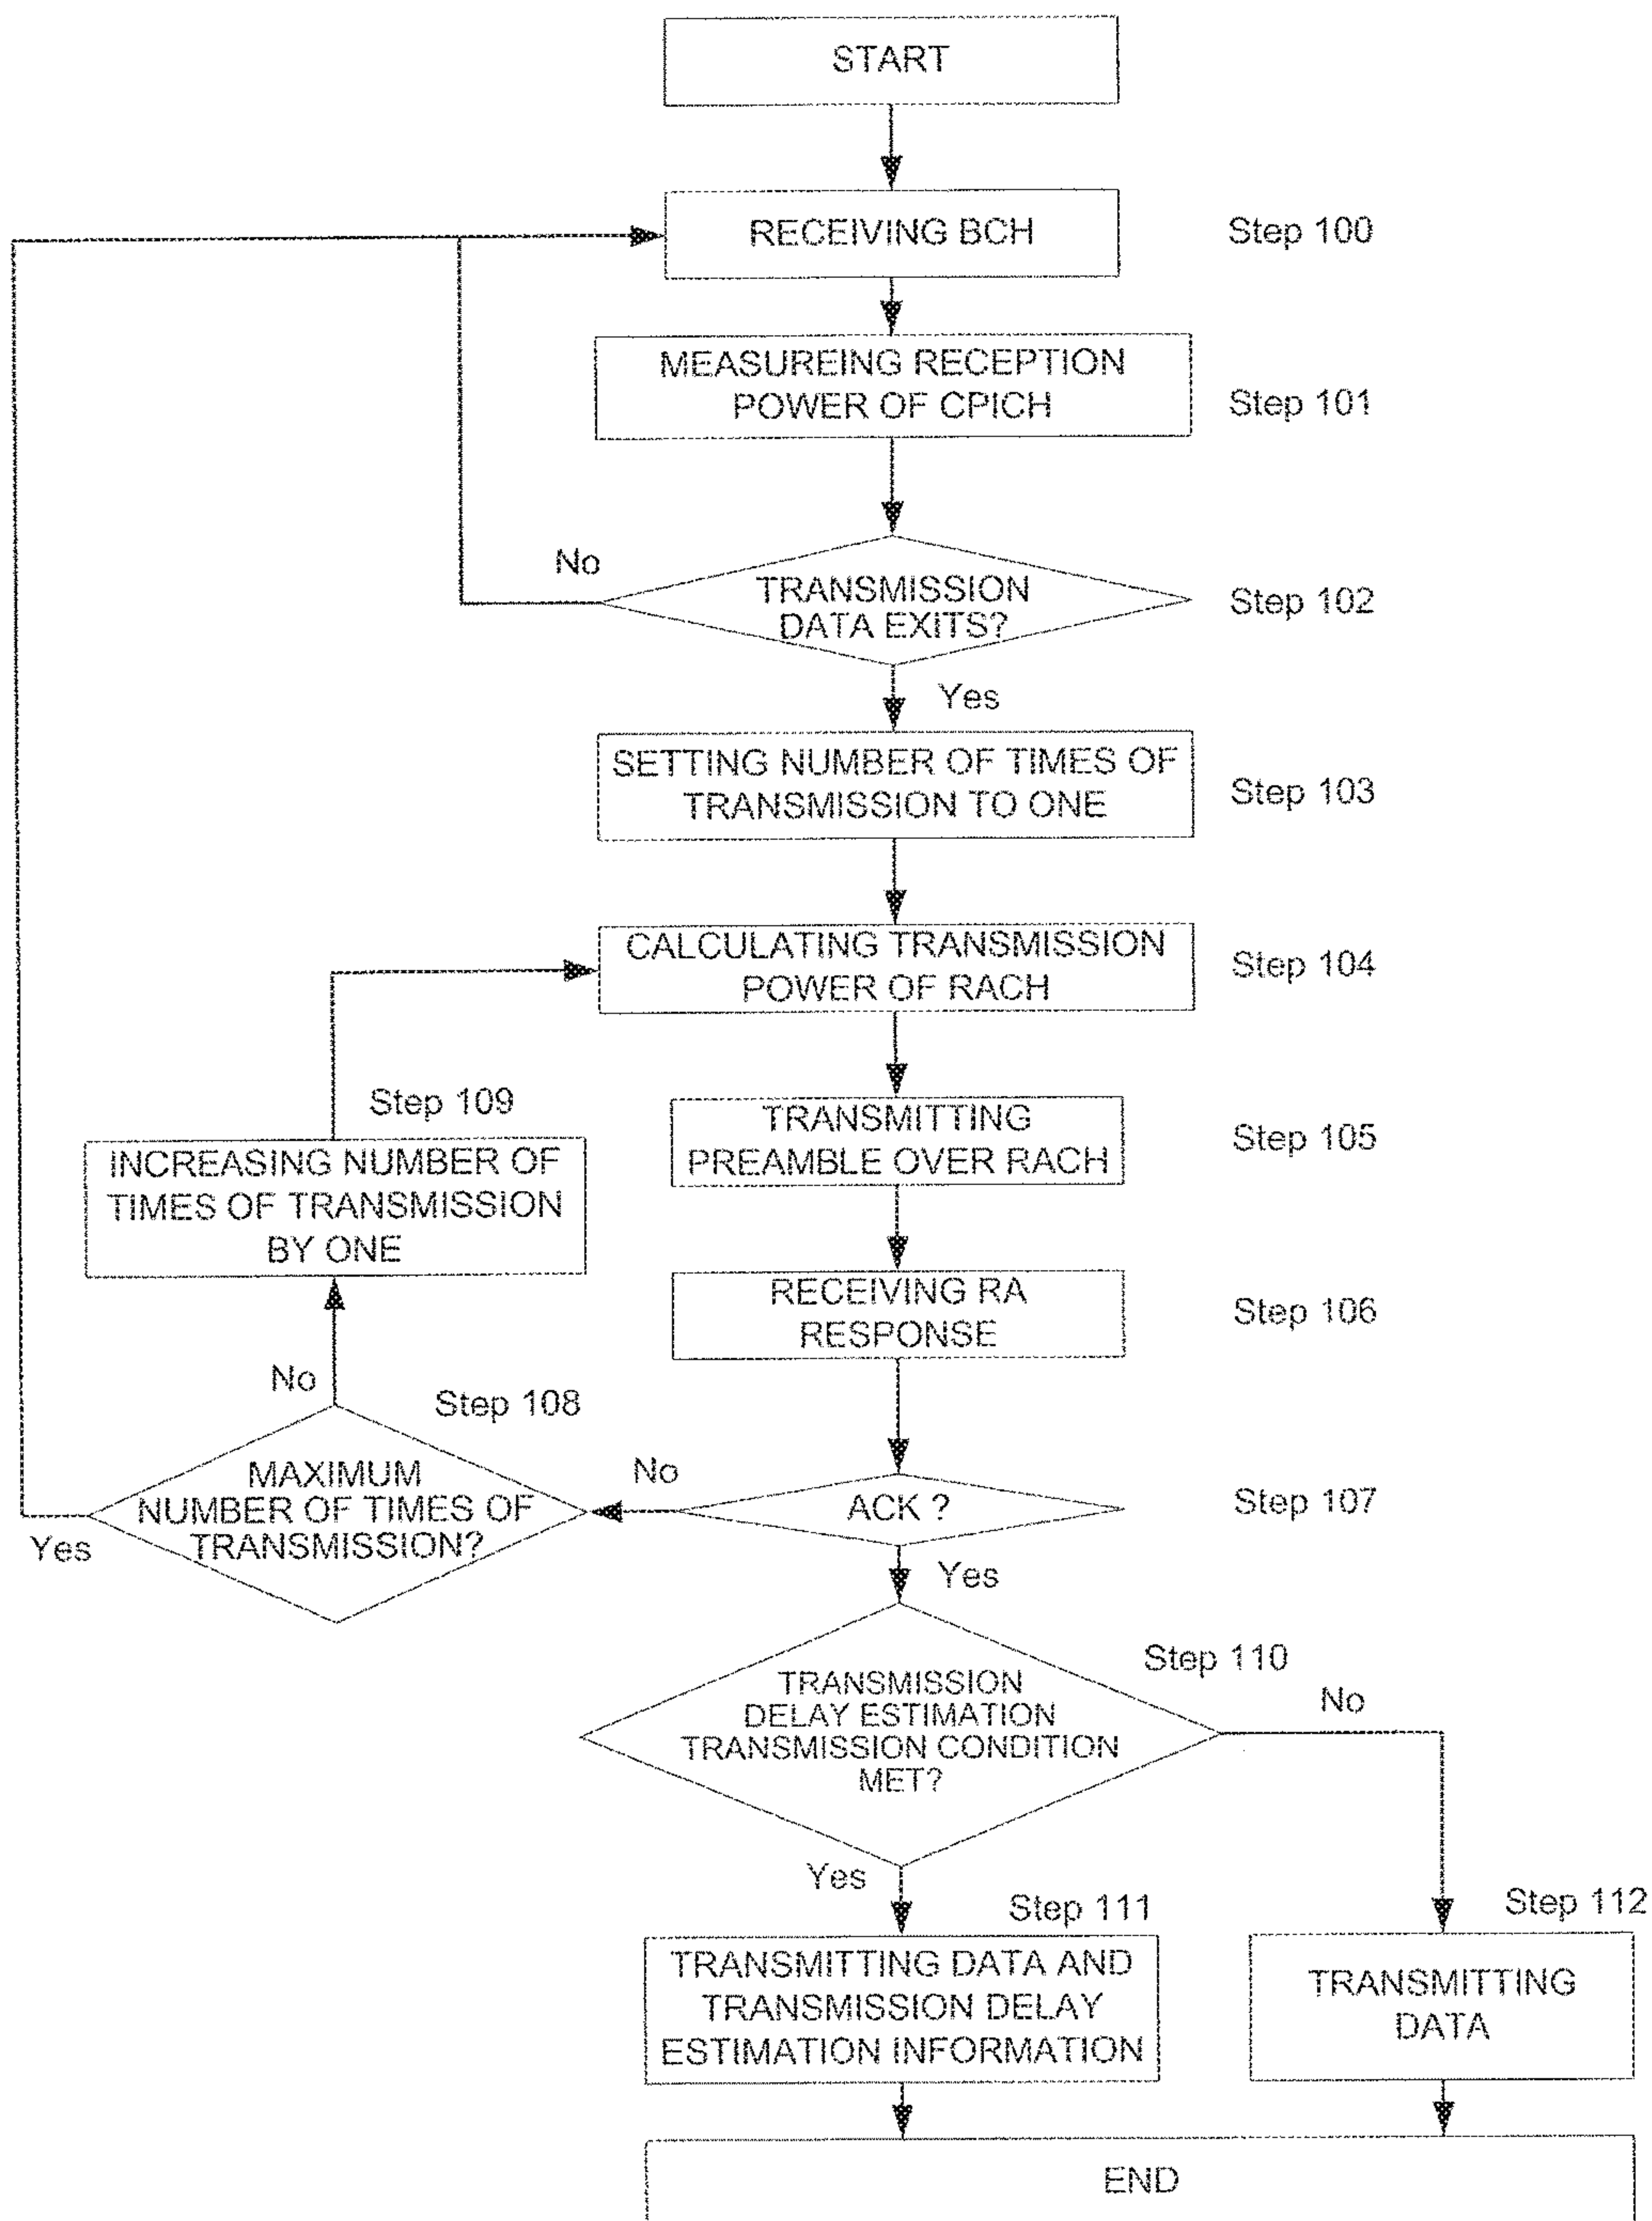 START
RECEIVING BCH
Step 100
MEASUREING RECEPTION
POWER OF CPICH
Step 101
No
TRANSMISSION
DATA EXITS?
Step 102
Yes
SETTING NUMBER OF TIMES OF
TRANSMISSION TO ONE
Step 103
CALCULATING TRANSMISSION
POWER OF RACH
Step 104
Step 109
INCREASING NUMBER OF
TIMES OF TRANSMISSION
BY ONE
TRANSMITTING
PREAMBLE OVER RACH
Step 105
RECEIVING RA
RESPONSE
Step 106
No
Step 108
MAXIMUM
NUMBER OF TIMES OF
TRANSMISSION?
Yes
No
ACK ?
Step 107
Yes
Step 110
TRANSMISSION
DELAY ESTIMATION
TRANSMISSION CONDITION
MET?
No
Yes
Step 111
TRANSMITTING DATA AND
TRANSMISSION DELAY
ESTIMATION INFORMATION
Step 112
TRANSMITTING
DATA
END